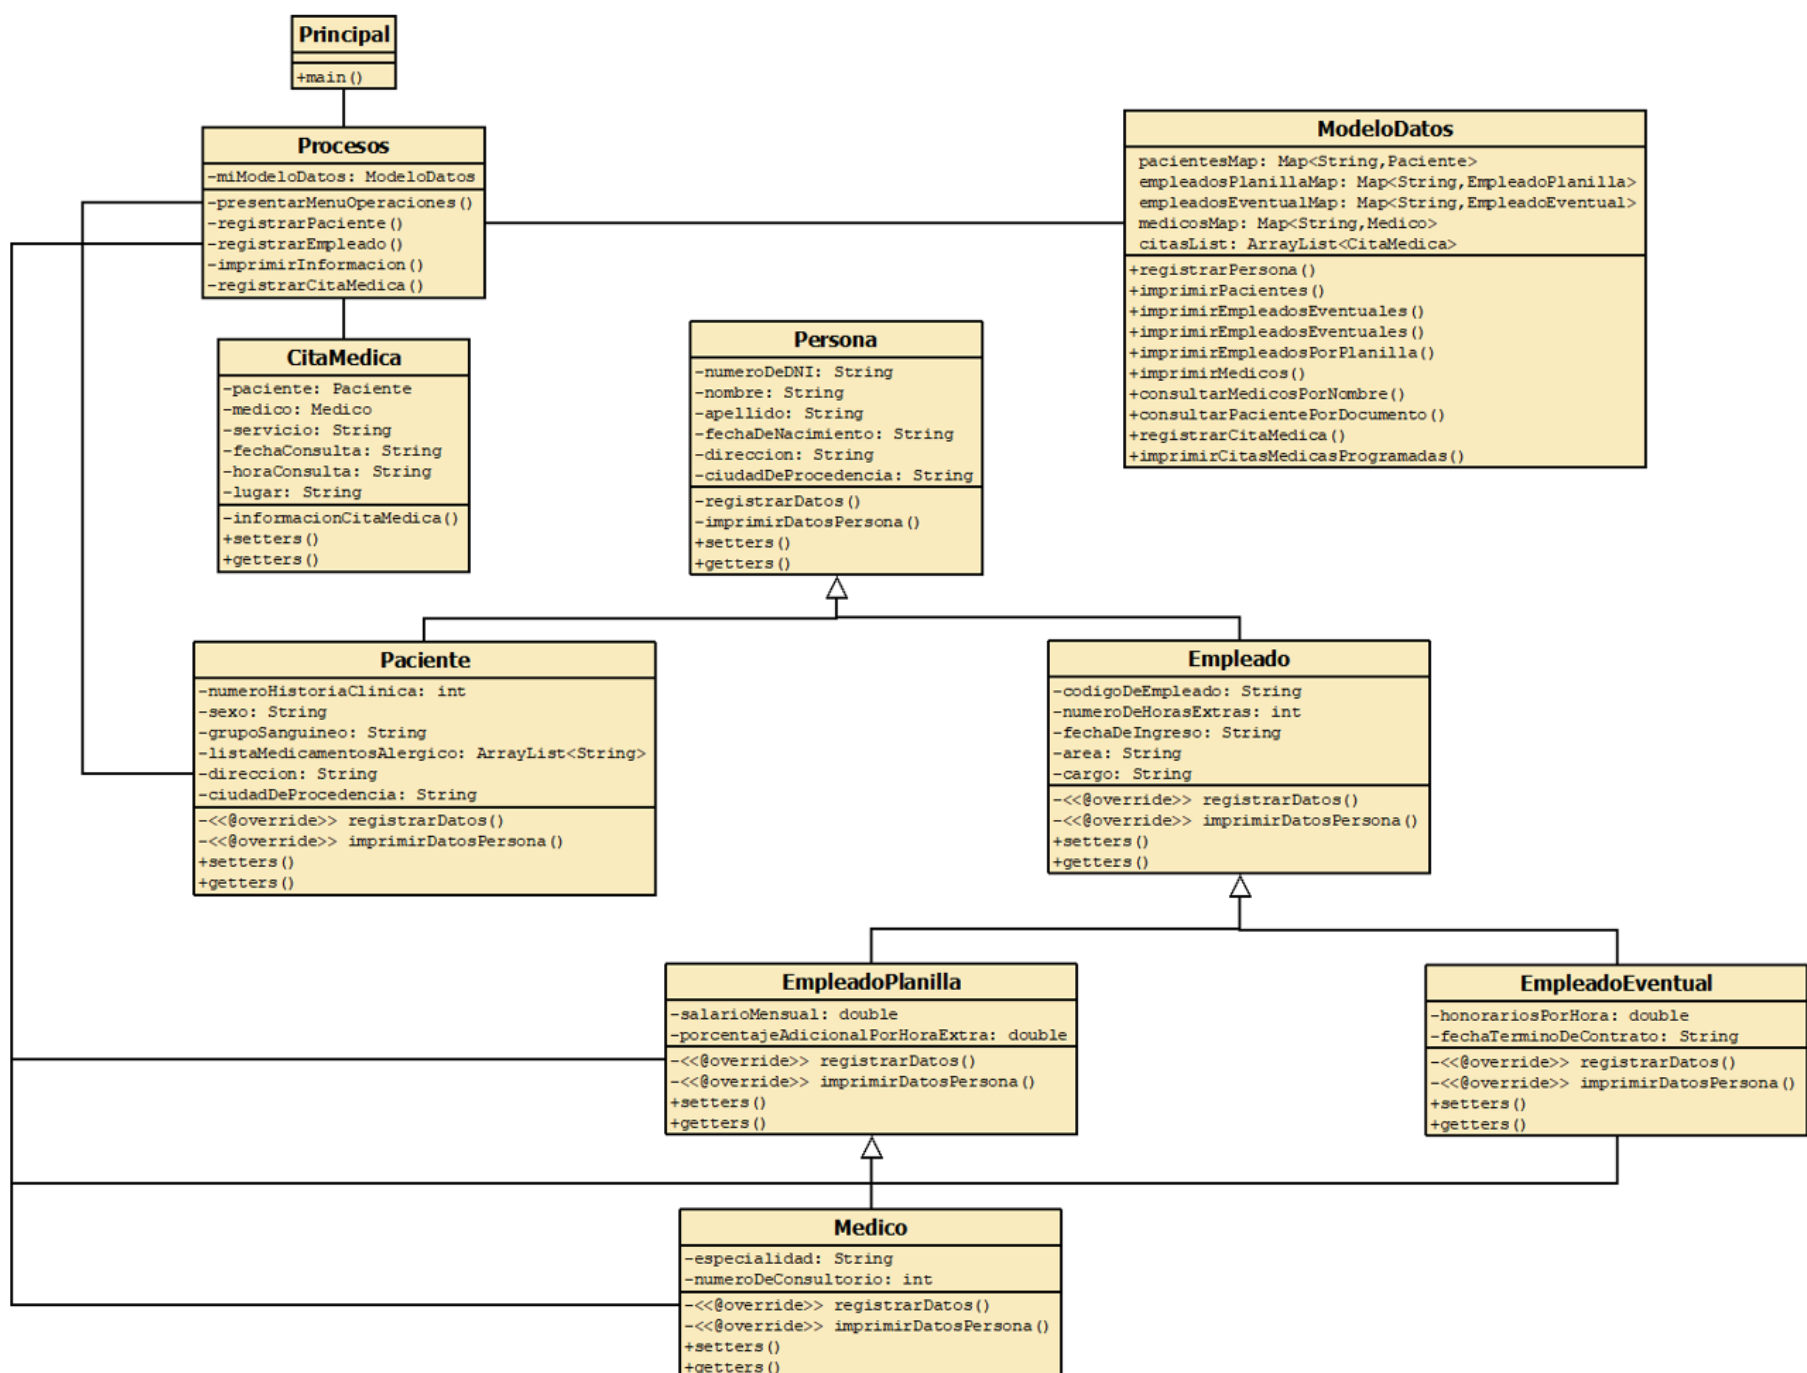 Principal
+main()
Procesos
-miModeloDatos: ModeloDatos
-presentarMenuOperaciones()
-registrarPaciente()
-registrarEmpleado()
-imprimirInformacion()
-registrarCitaMedica()
ModeloDatos
pacientesMap: Map<String,Paciente>
empleadosPlanillaMap: Map<String,EmpleadoPlanilla>
empleadosEventualMap: Map<String,EmpleadoEventual>
medicosMap: Map<String,Medico>
citasList: ArrayList<CitaMedica>
+registrarPersona()
+imprimirPacientes()
+imprimirEmpleadosEventuales()
+imprimirEmpleadosEventuales()
+imprimirEmpleadosPorPlanilla()
+imprimirMedicos()
+consultarMedicosPorNombre()
+consultarPacientePorDocumento()
+registrarCitaMedica()
+imprimirCitasMedicasProgramadas()
CitaMedica
-paciente: Paciente
-medico: Medico
-servicio: String
-fechaConsulta: String
-horaConsulta: String
-lugar: String
-informacionCitaMedica()
+setters()
+getters()
Persona
-numeroDeDNI: String
-nombre: String
-apellido: String
-fechaDeNacimiento: String
-direccion: String
-ciudadDeProcedencia: String
-registrarDatos()
-imprimirDatosPersona()
+setters()
+getters()
Paciente
-numeroHistoriaClinica: int
-sexo: String
-grupoSanguineo: String
-listaMedicamentosAlergico: ArrayList<String>
-direccion: String
-ciudadDeProcedencia: String
-<<@override>> registrarDatos()
-<<@override>> imprimirDatosPersona()
+setters()
+getters()
Empleado
-codigoDeEmpleado: String
-numeroDeHorasExtras: int
-fechaDeIngreso: String
-area: String
-cargo: String
-<<@override>> registrarDatos()
-<<@override>> imprimirDatosPersona()
+setters()
+getters()
EmpleadoPlanilla
-salarioMensual: double
-porcentajeAdicionalPorHoraExtra: double
-<<@override>> registrarDatos()
-<<@override>> imprimirDatosPersona()
+setters()
+getters()
EmpleadoEventual
-honorariosPorHora: double
-fechaTerminoDeContrato: String
-<<@override>> registrarDatos()
-<<@override>> imprimirDatosPersona()
+setters()
+getters()
Medico
-especialidad: String
-numeroDeConsultorio: int
-<<@override>> registrarDatos()
-<<@override>> imprimirDatosPersona()
+setters()
+getters()